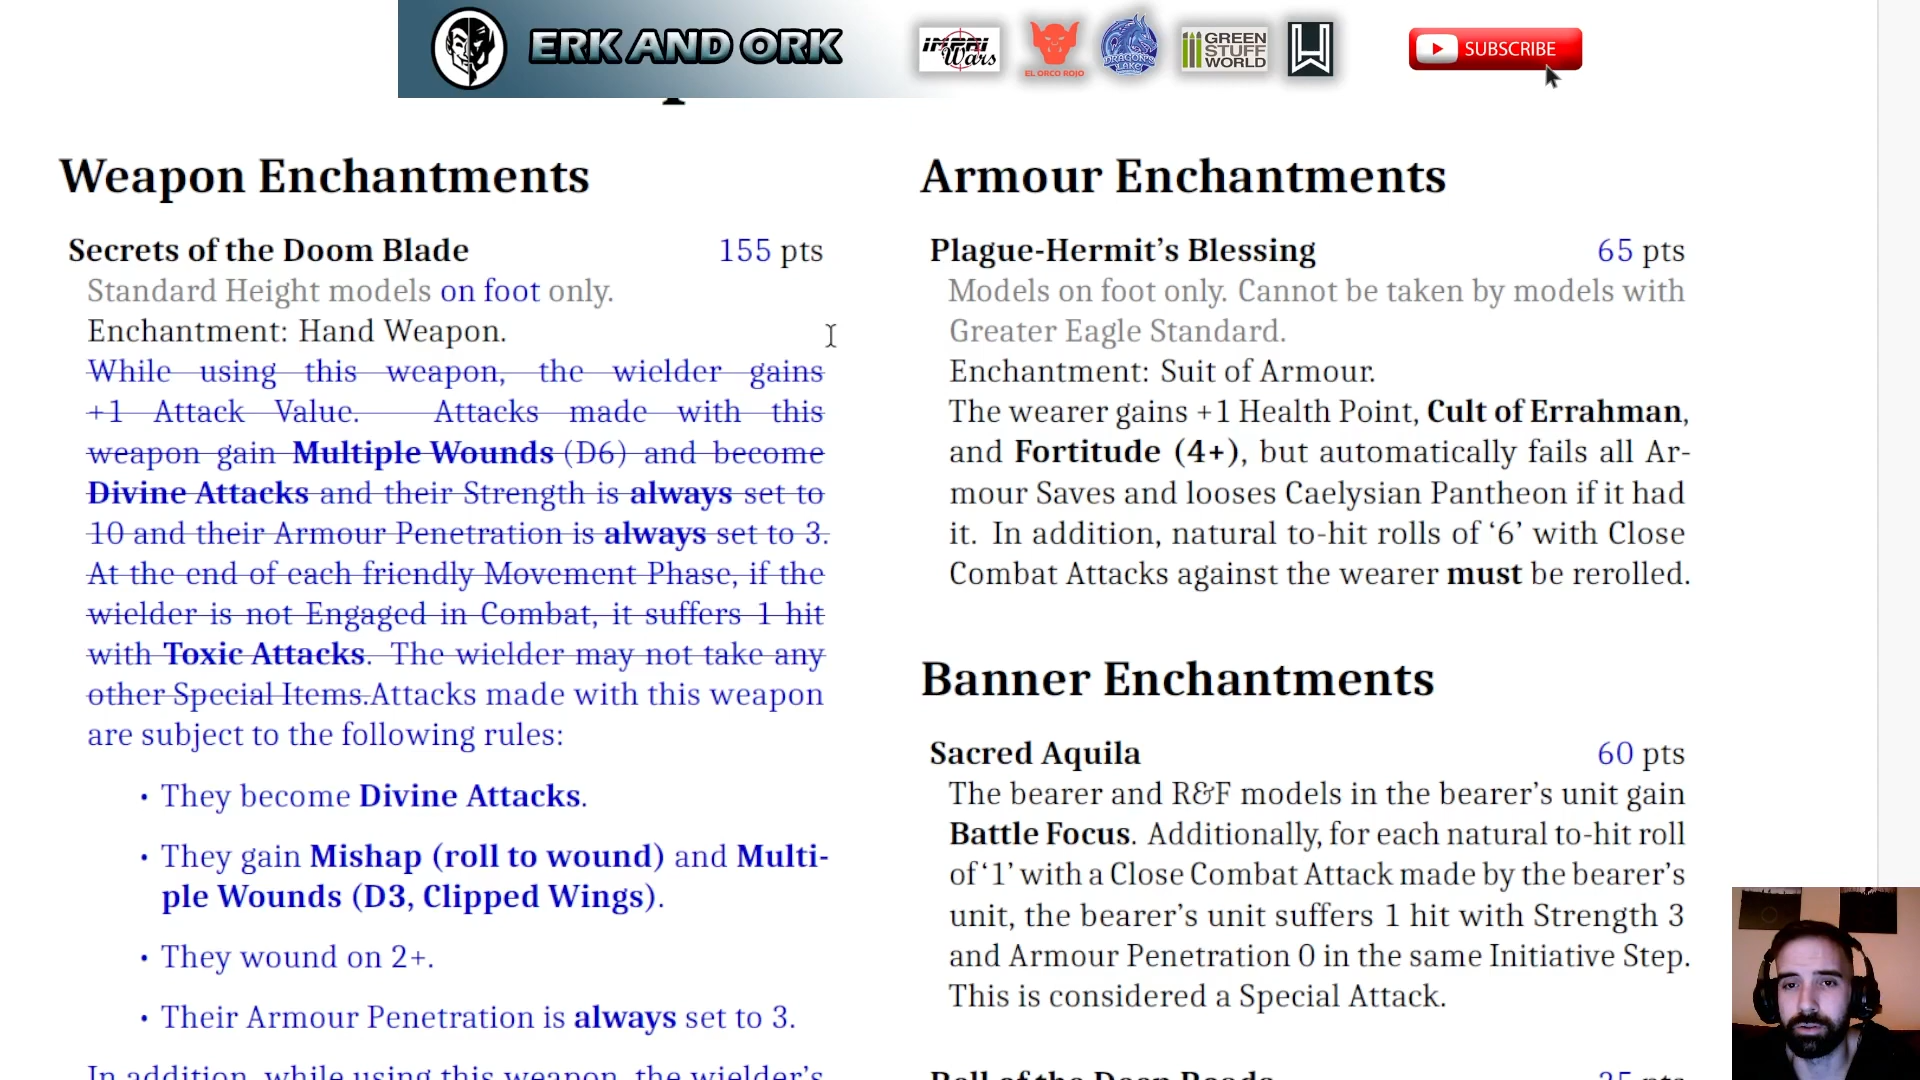 ERK AND ORK
IMPRI
Wars
EL ORCO ROJO
DRAGON'S
LAKE
GREEN
STUFF
WORLD
SUBSCRIBE
Weapon Enchantments
Secrets of the Doom Blade 155 pts
Standard Height models on foot only.
Enchantment: Hand Weapon.
While using this weapon, the wielder gains
+1 Attack Value. Attacks made with this
weapon gain Multiple Wounds (D6) and become
Divine Attacks and their Strength is always set to
10 and their Armour Penetration is always set to 3.
At the end of each friendly Movement Phase, if the
wielder is not Engaged in Combat, it suffers 1 hit
with Toxic Attacks. The wielder may not take any
other Special Items.Attacks made with this weapon
are subject to the following rules:
• They become Divine Attacks.
• They gain Mishap (roll to wound) and Multi-
ple Wounds (D3, Clipped Wings).
• They wound on 2+.
• Their Armour Penetration is always set to 3.
In addition, while using this weapon, the wielder's
Armour Enchantments
Plague-Hermit's Blessing 65 pts
Models on foot only. Cannot be taken by models with
Greater Eagle Standard.
Enchantment: Suit of Armour.
The wearer gains +1 Health Point, Cult of Errahman,
and Fortitude (4+), but automatically fails all Ar-
mour Saves and looses Caelysian Pantheon if it had
it. In addition, natural to-hit rolls of ‘6’ with Close
Combat Attacks against the wearer must be rerolled.
Banner Enchantments
Sacred Aquila 60 pts
The bearer and R&F models in the bearer's unit gain
Battle Focus. Additionally, for each natural to-hit roll
of ‘1’ with a Close Combat Attack made by the bearer's
unit, the bearer's unit suffers 1 hit with Strength 3
and Armour Penetration 0 in the same Initiative Step.
This is considered a Special Attack.
Roll of the Deep Roads 35 pts